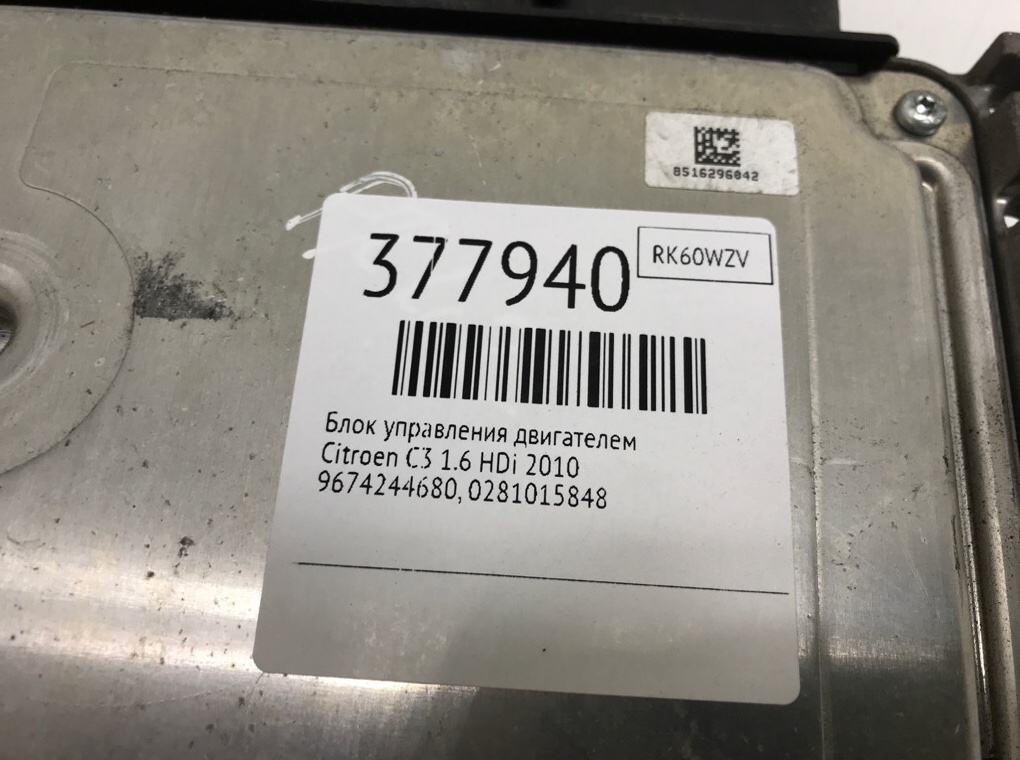 8516296042
377940
RK60WZV
Блок управления двигателем
Citroen C3 1.6 HDi 2010
9674244680, 0281015848